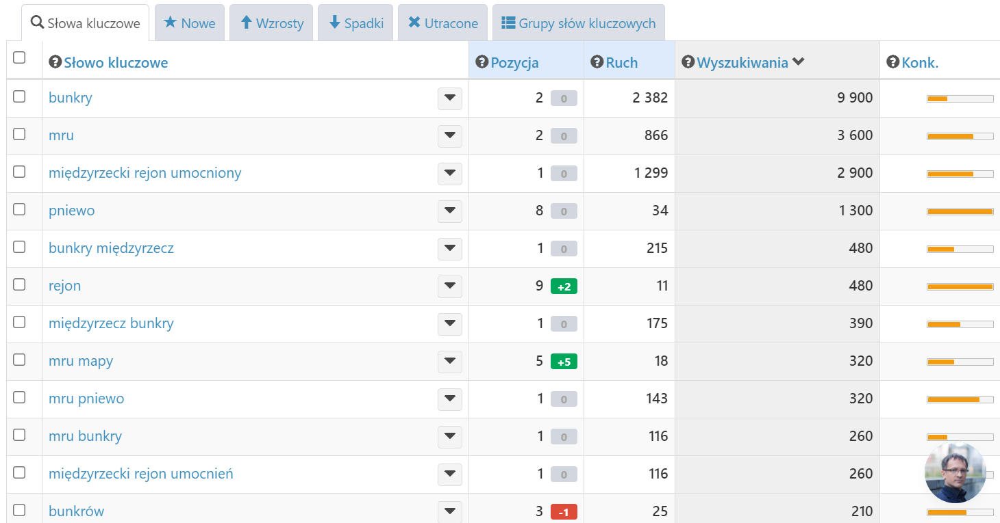 Słowa kluczowe Nowe Wzrosty Spadki Utracone Grupy słów kluczowych
Słowo kluczowe Pozycja Ruch Wyszukiwania Konk.
bunkry 2 0 2 382 9 900
mru 2 0 866 3 600
międzyrzecki rejon umocniony 1 0 1 299 2 900
pniewo 8 0 34 1 300
bunkry międzyrzecz 1 0 215 480
rejon 9 +2 11 480
międzyrzecz bunkry 1 0 175 390
mru mapy 5 +5 18 320
mru pniewo 1 0 143 320
mru bunkry 1 0 116 260
międzyrzecki rejon umocnień 1 0 116 260
bunkrów 3 -1 25 210